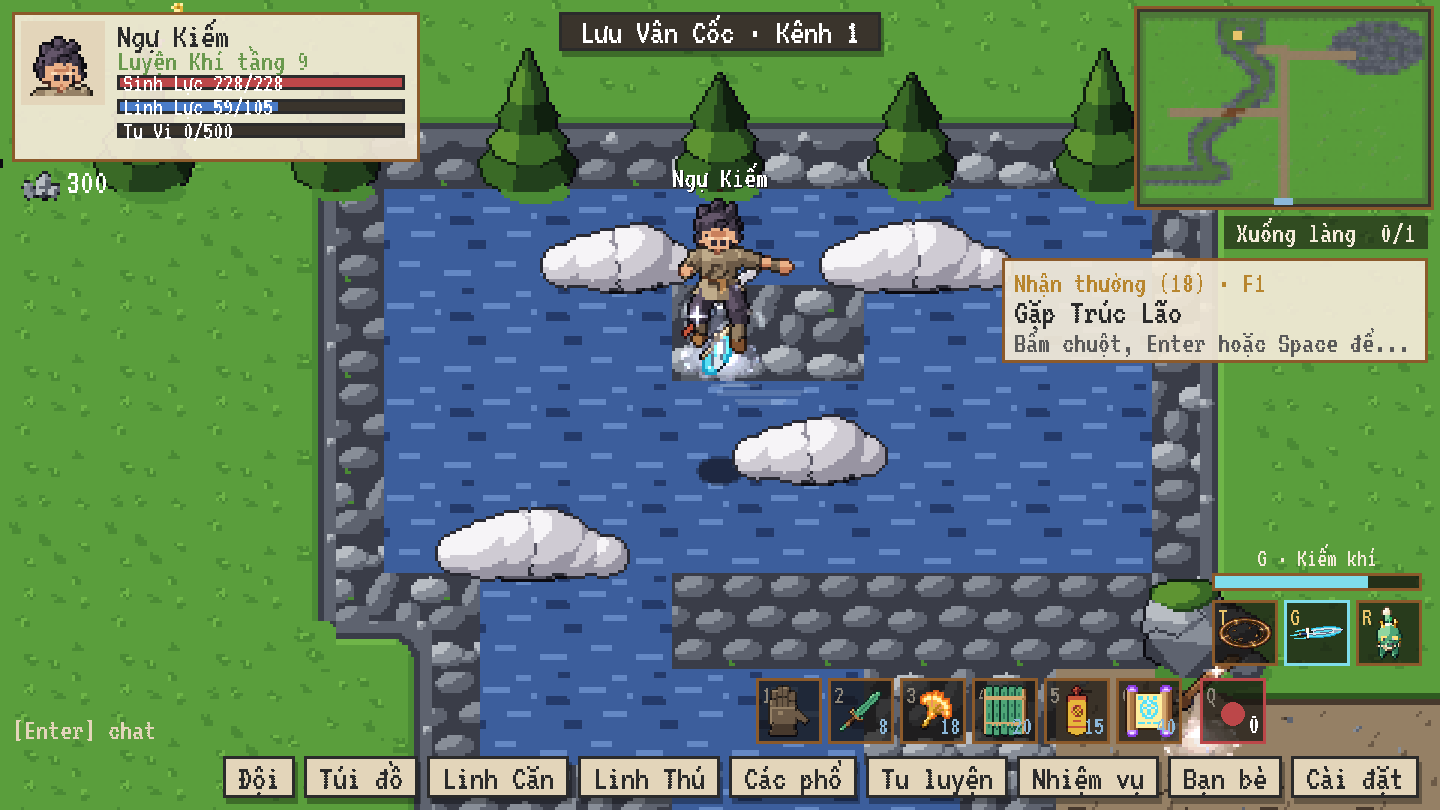 Ngự Kiếm
Luyện Khí tầng 9
Sinh Lực 228/228
Linh Lực 59/105
Tu Vi 0/500
300
Lưu Vân Cốc · Kênh 1
Ngự Kiếm
Xuống làng 0/1
Nhận thưởng (18) · F1
Gặp Trúc Lão
Bấm chuột, Enter hoặc Space để...
G · Kiếm khí
T G R
1 2 8 3 18 4 20 5 15 10 Q 0
[Enter] chat
Đội Túi đồ Linh Căn Linh Thú Các phổ Tu luyện Nhiệm vụ Bạn bè Cài đặt